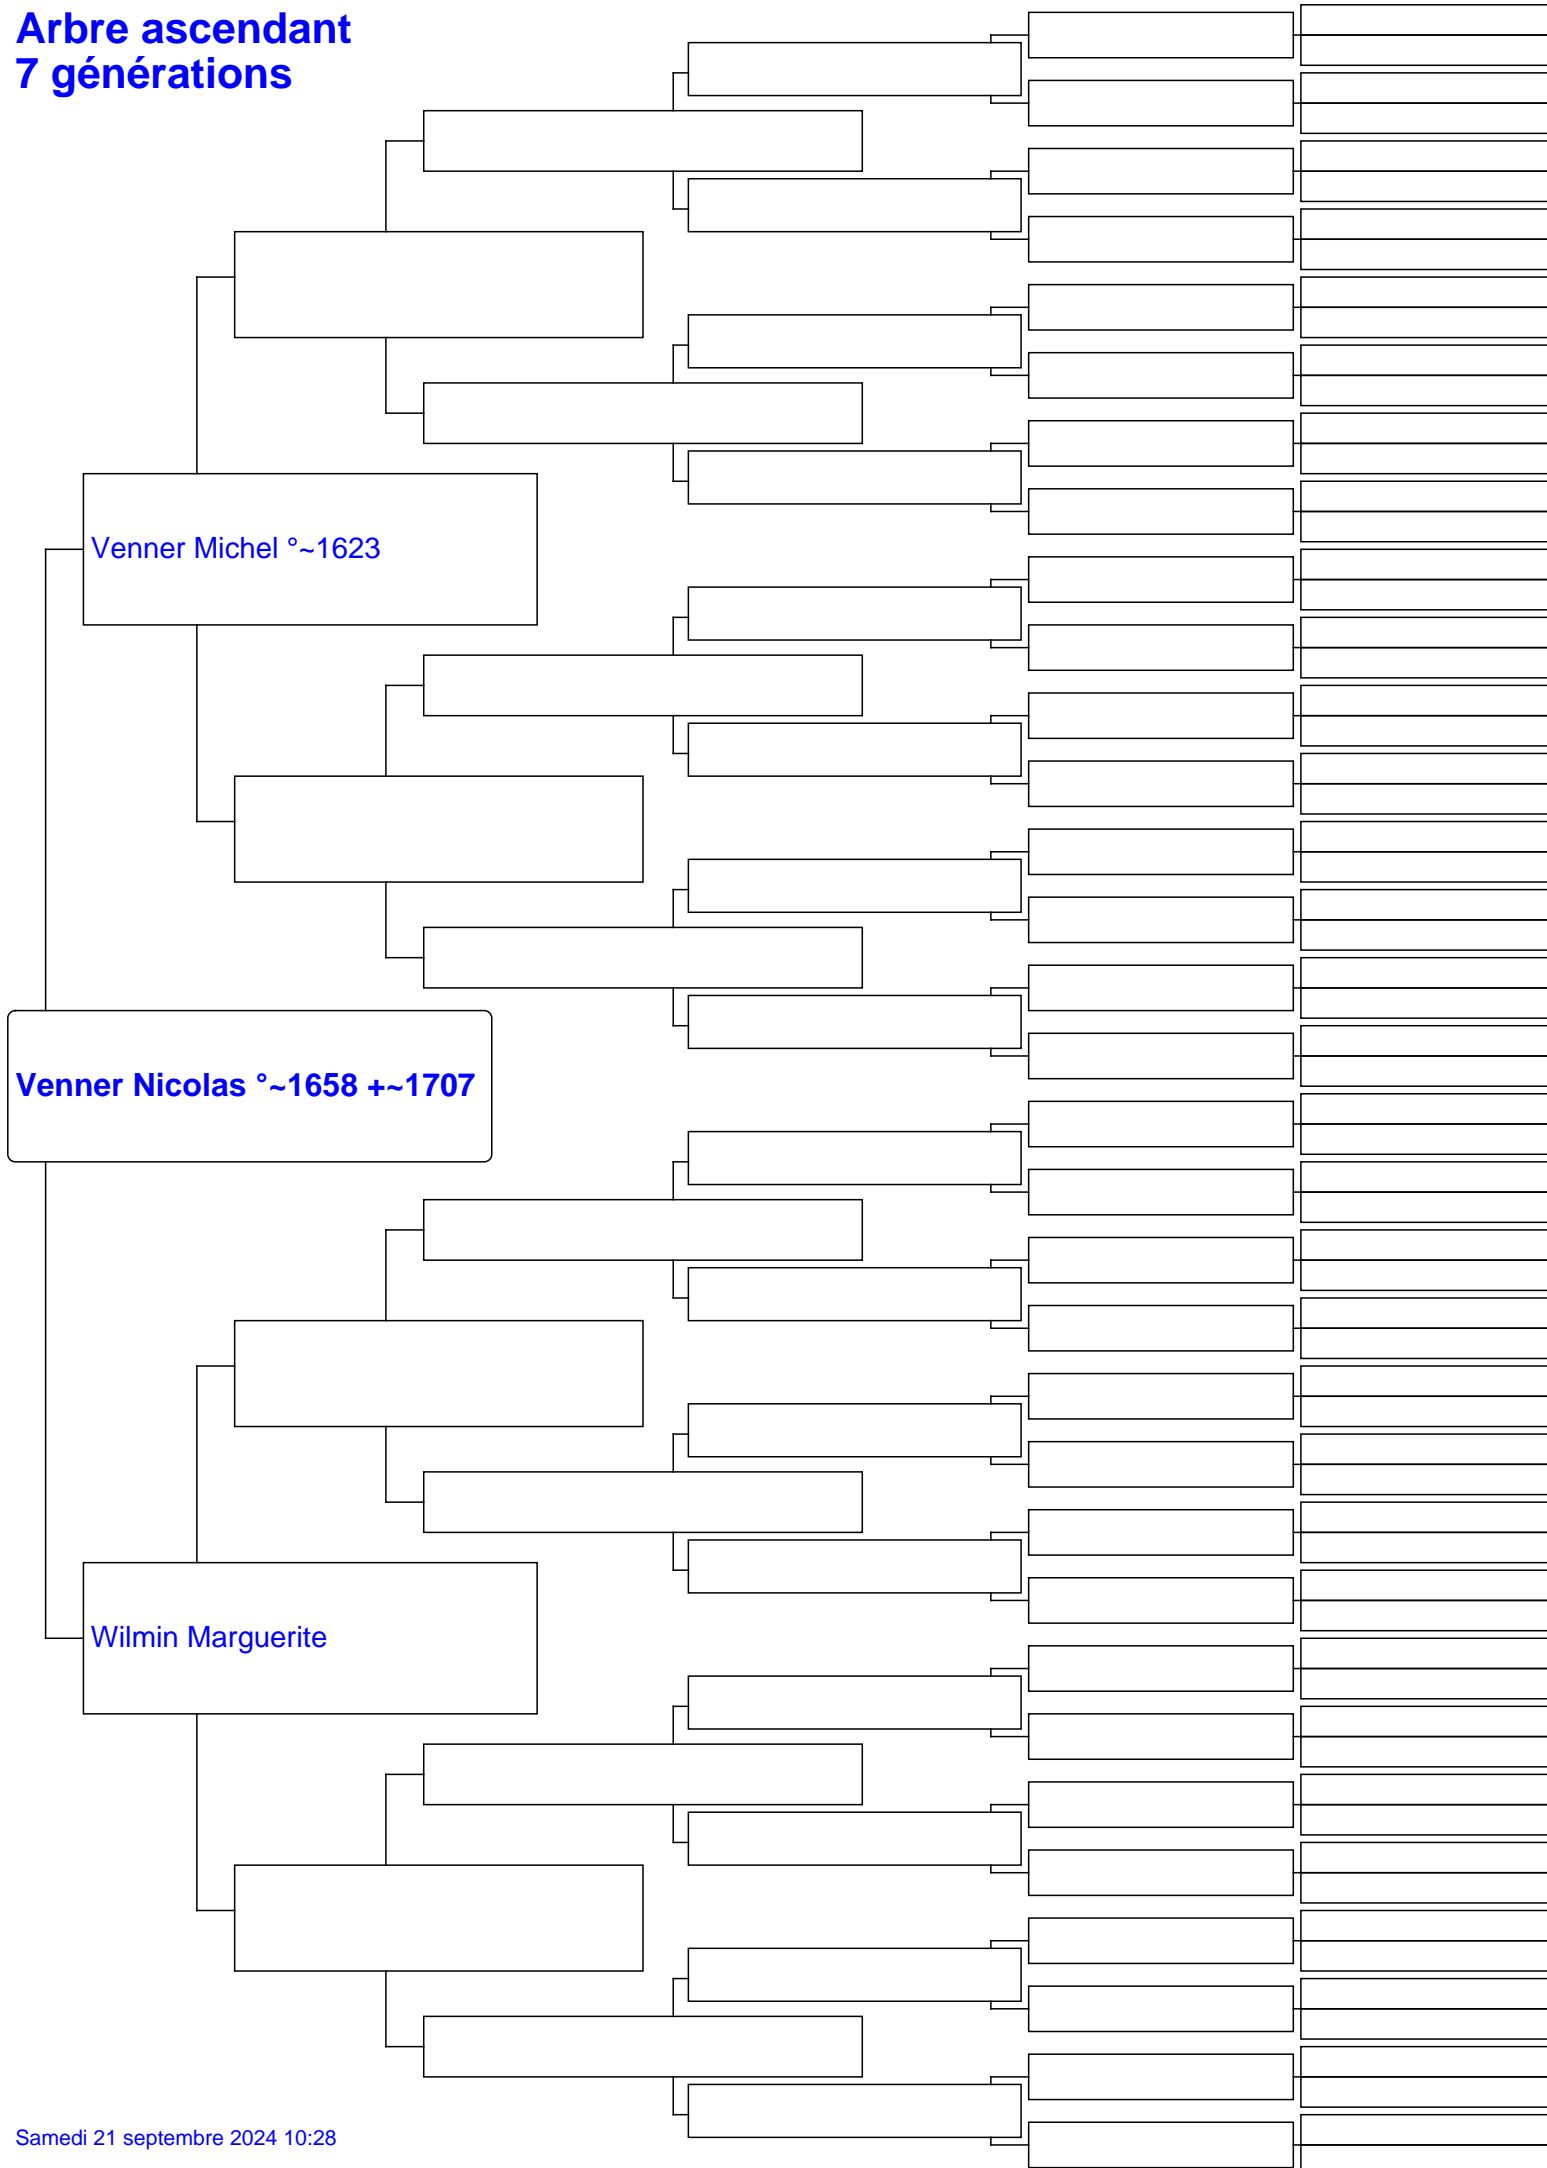 Arbre ascendant
7 générations
Venner Michel °~1623
Venner Nicolas °~1658 +~1707
Wilmin Marguerite
Samedi 21 septembre 2024 10:28